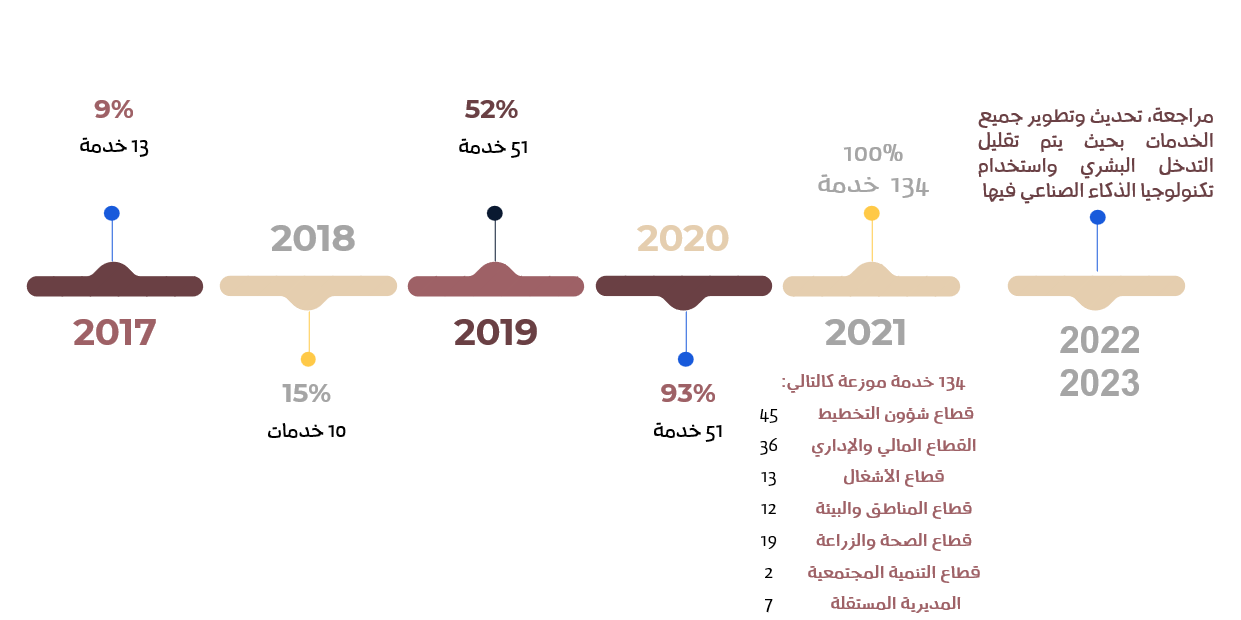 9%
13 خدمة
2017
2018
15%
10 خدمات
52%
51 خدمة
2019
2020
93%
51 خدمة
100%
134 خدمة
2021
134 خدمة موزعة كالتالي:
قطاع شؤون التخطيط 45
القطاع المالي والإداري 36
قطاع الأشغال 13
قطاع المناطق والبيئة 12
قطاع الصحة والزراعة 19
قطاع التنمية المجتمعية 2
المديرية المستقلة 7
مراجعة، تحديث وتطوير جميع
الخدمات بحيث يتم تقليل
التدخل البشري واستخدام
تكنولوجيا الذكاء الصناعي فيها
2022
2023